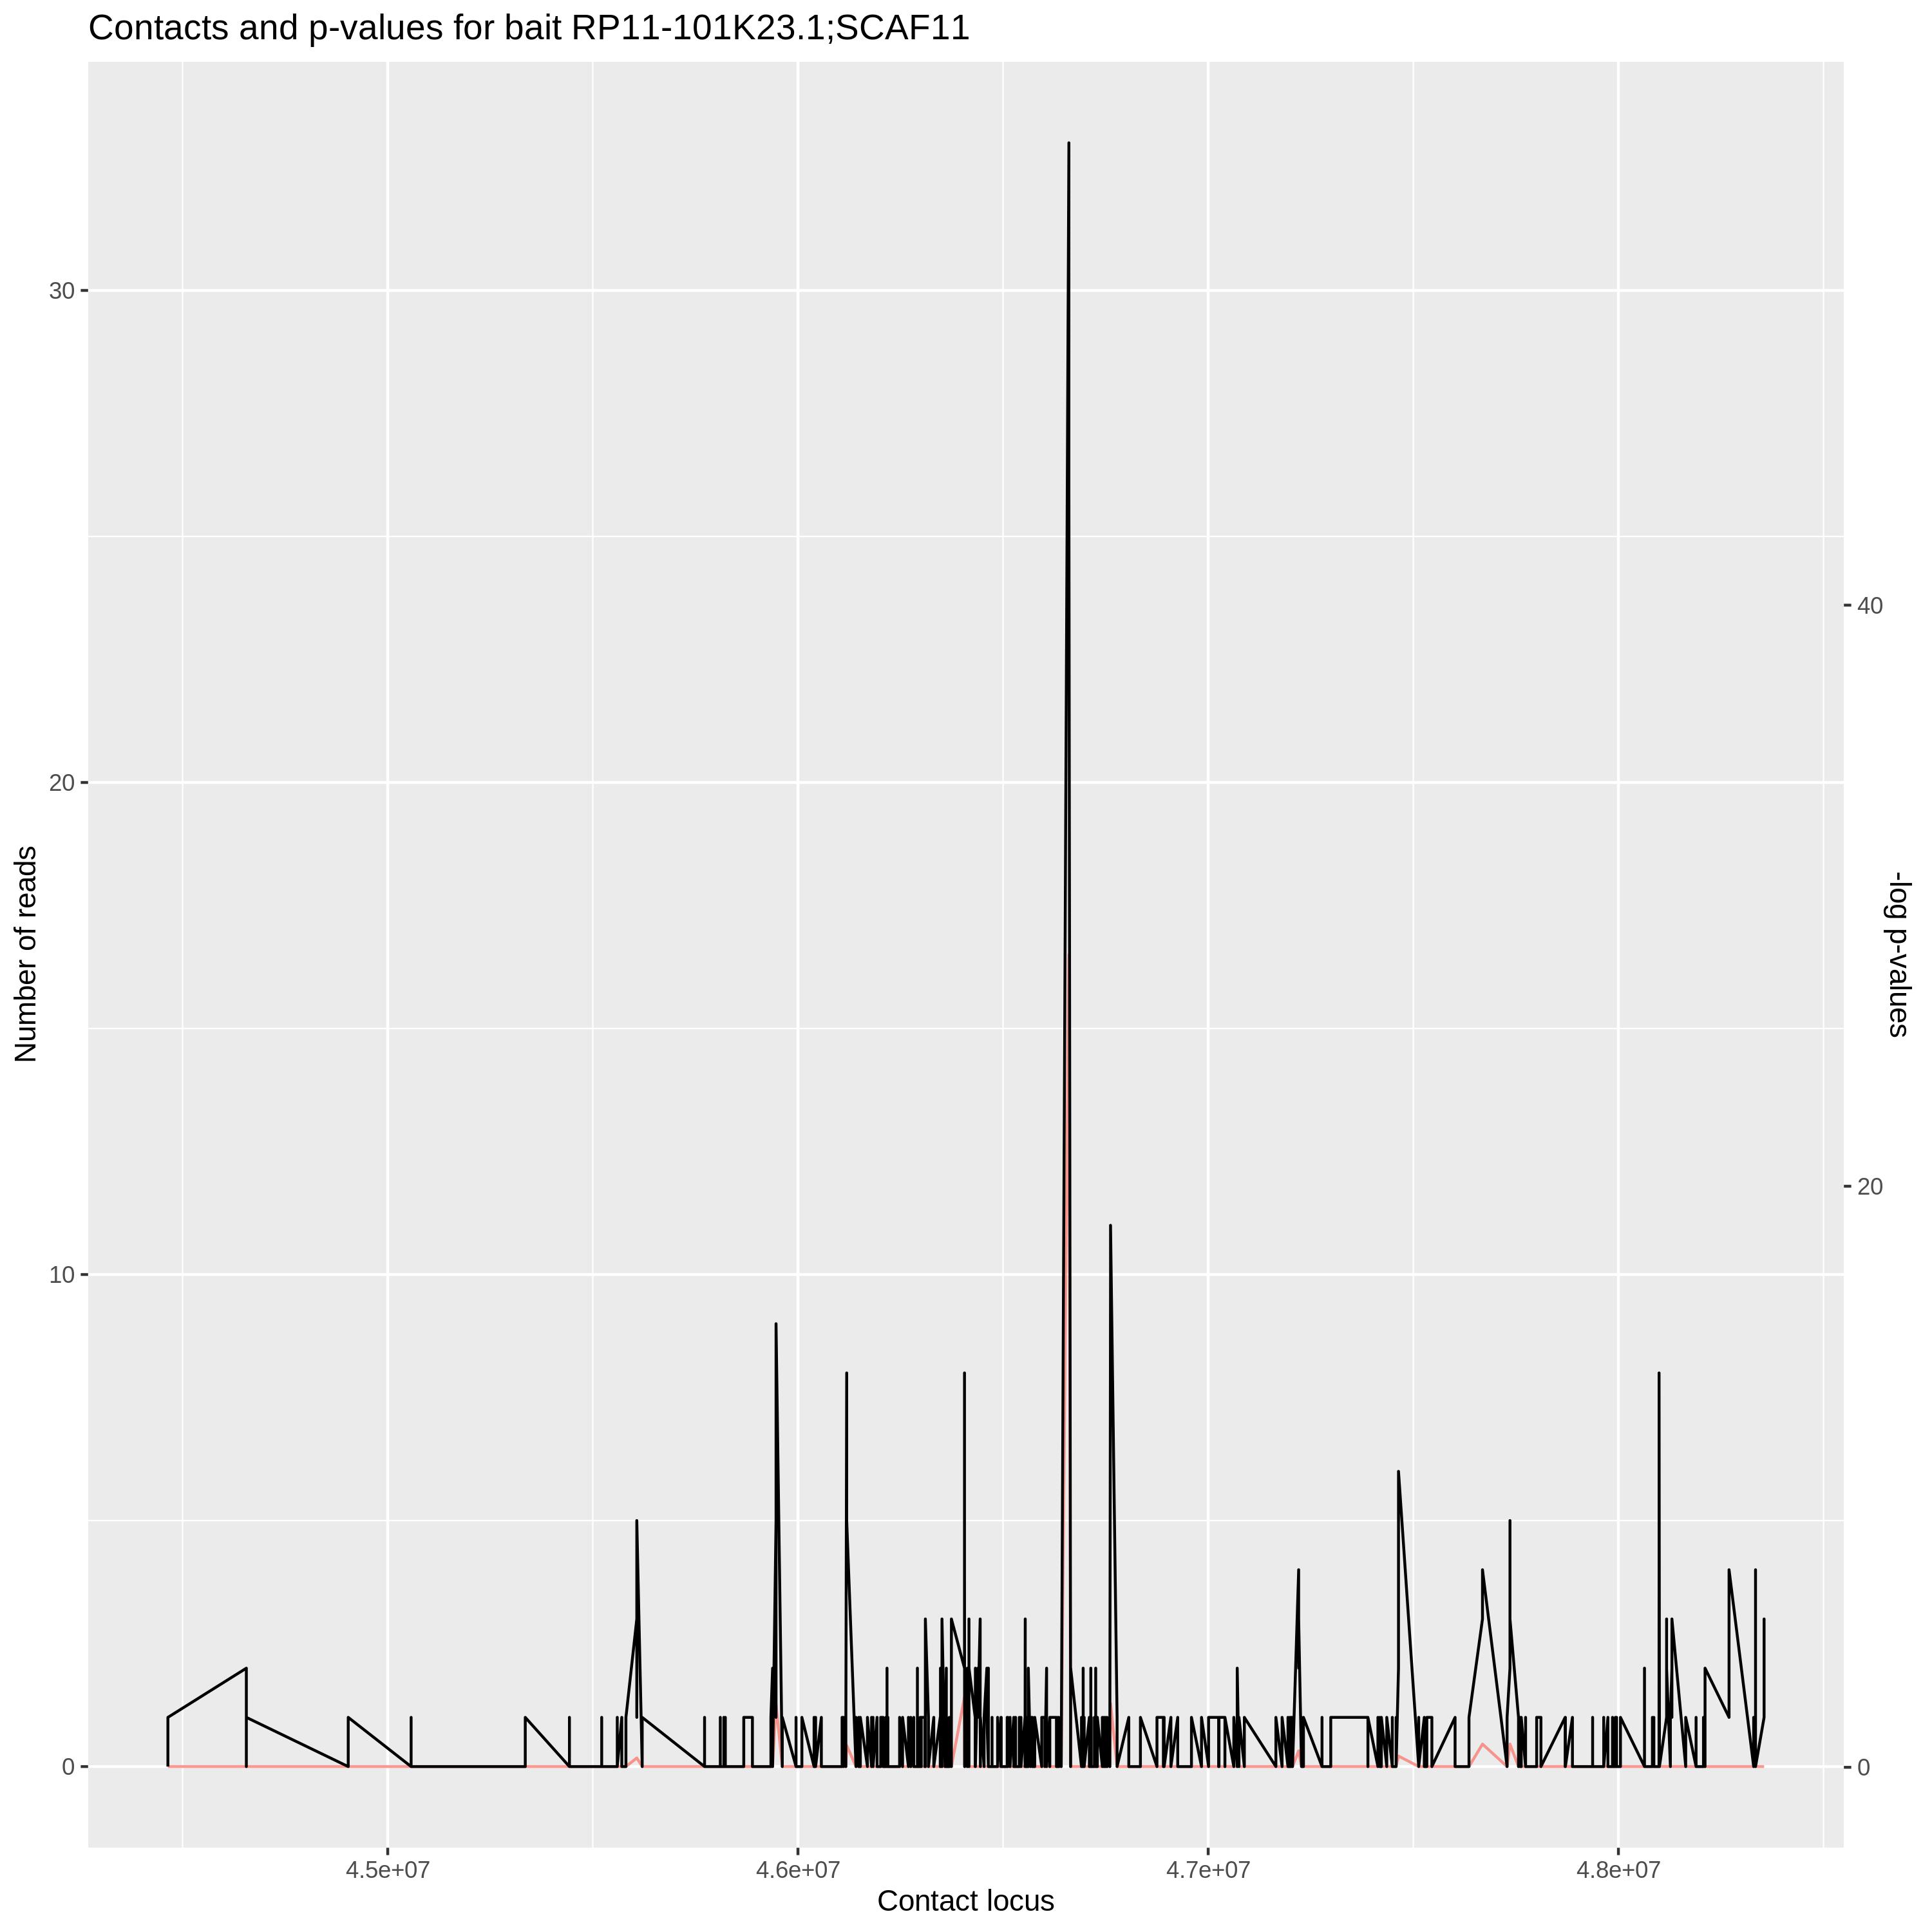 Contacts and p-values for bait RP11-101K23.1;SCAF11
30
20
10
0
Number of reads
40
20
0
-log p-values
4.5e+07 4.6e+07 4.7e+07 4.8e+07
Contact locus